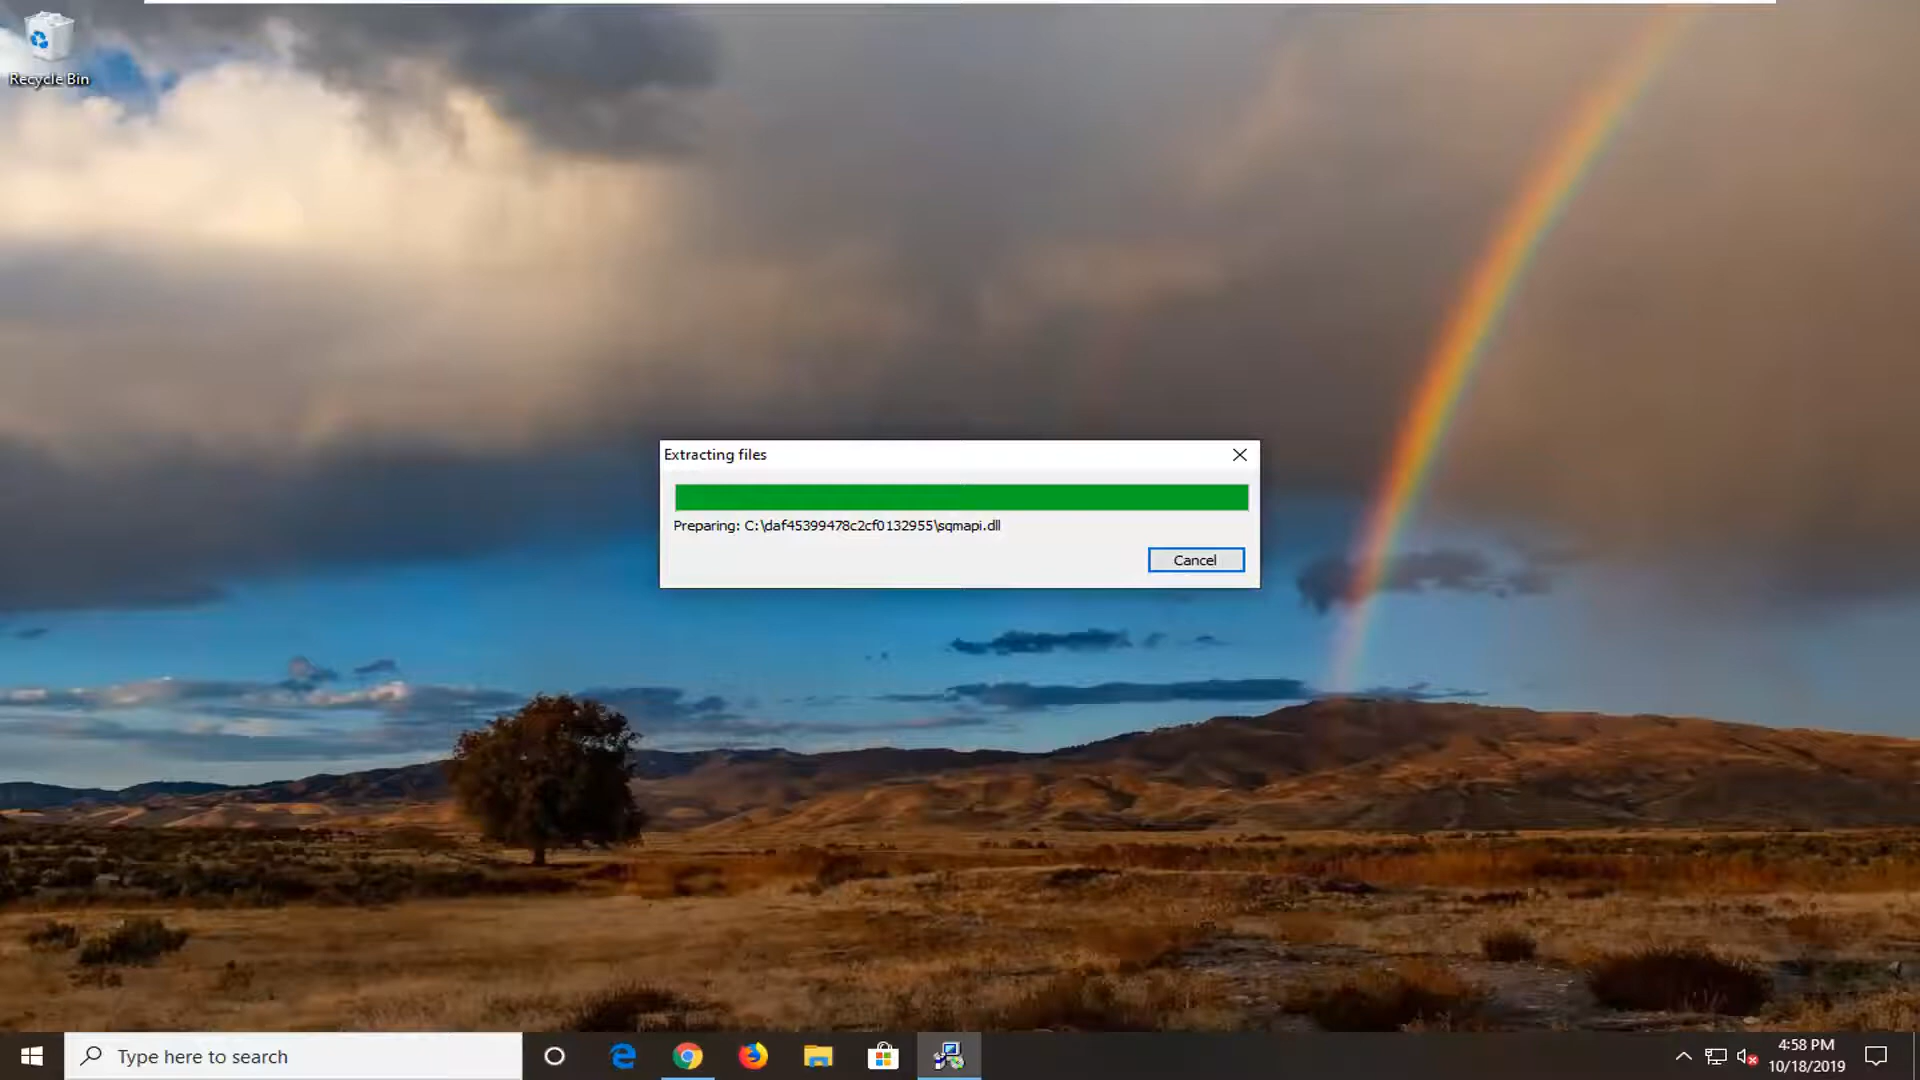 Recycle Bin
Extracting files
Preparing: C:\daf45399478c2cf0132955\sqmapi.dll
Cancel
Type here to search
4:58 PM
10/18/2019